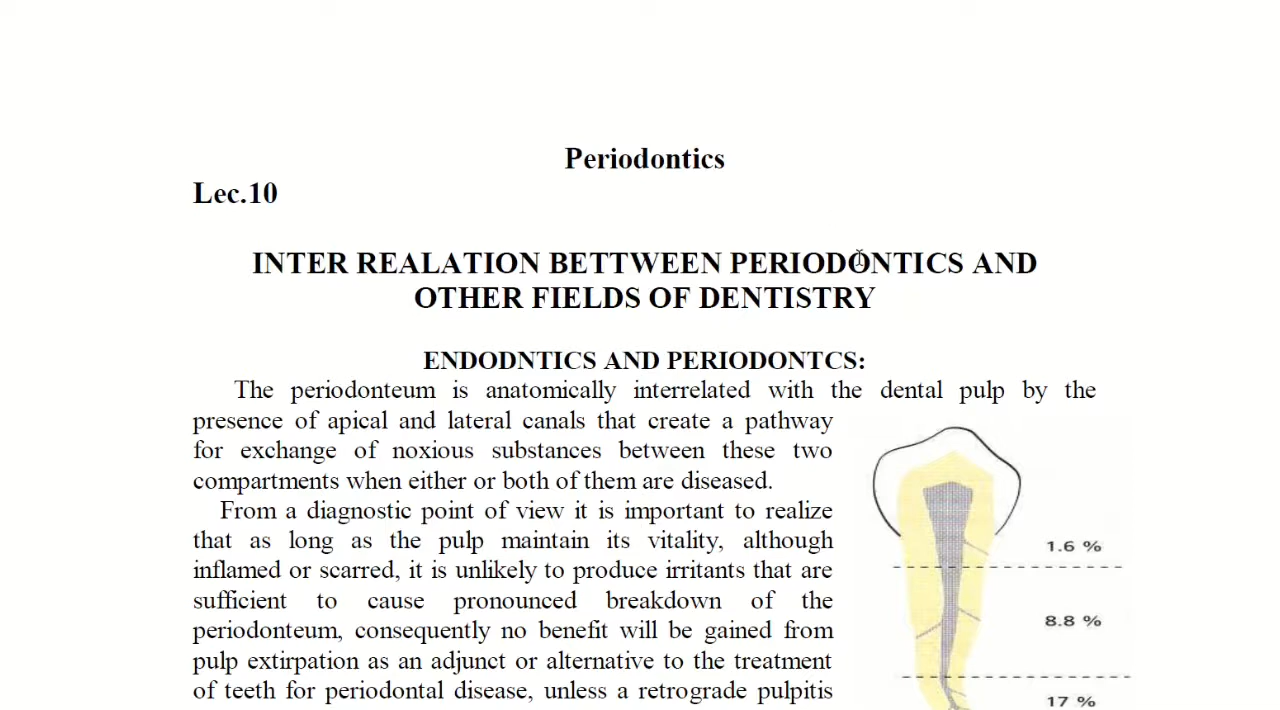 Periodontics
Lec.10
INTER REALATION BETTWEEN PERIODONTICS AND
OTHER FIELDS OF DENTISTRY
ENDODNTICS AND PERIODONTCS:
The periodonteum is anatomically interrelated with the dental pulp by the
presence of apical and lateral canals that create a pathway
for exchange of noxious substances between these two
compartments when either or both of them are diseased.
From a diagnostic point of view it is important to realize
that as long as the pulp maintain its vitality, although
inflamed or scarred, it is unlikely to produce irritants that are
sufficient to cause pronounced breakdown of the
periodonteum, consequently no benefit will be gained from
pulp extirpation as an adjunct or alternative to the treatment
of teeth for periodontal disease, unless a retrograde pulpitis
1.6 %
8.8 %
17 %